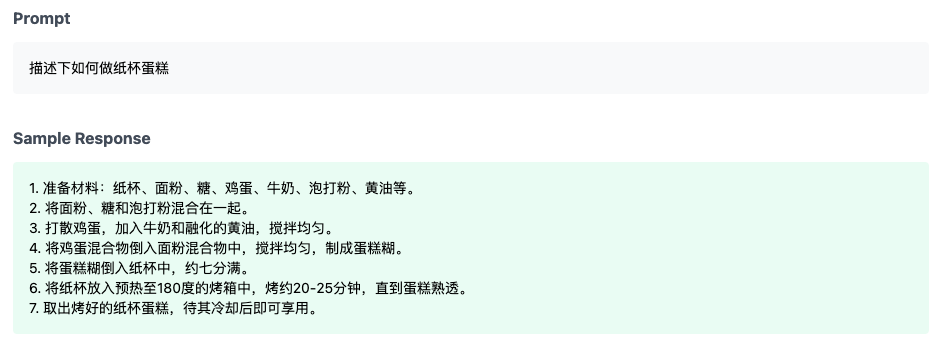 Prompt
描述下如何做纸杯蛋糕
Sample Response
1. 准备材料：纸杯、面粉、糖、鸡蛋、牛奶、泡打粉、黄油等。
2. 将面粉、糖和泡打粉混合在一起。
3. 打散鸡蛋，加入牛奶和融化的黄油，搅拌均匀。
4. 将鸡蛋混合物倒入面粉混合物中，搅拌均匀，制成蛋糕糊。
5. 将蛋糕糊倒入纸杯中，约七分满。
6. 将纸杯放入预热至180度的烤箱中，烤约20-25分钟，直到蛋糕熟透。
7. 取出烤好的纸杯蛋糕，待其冷却后即可享用。